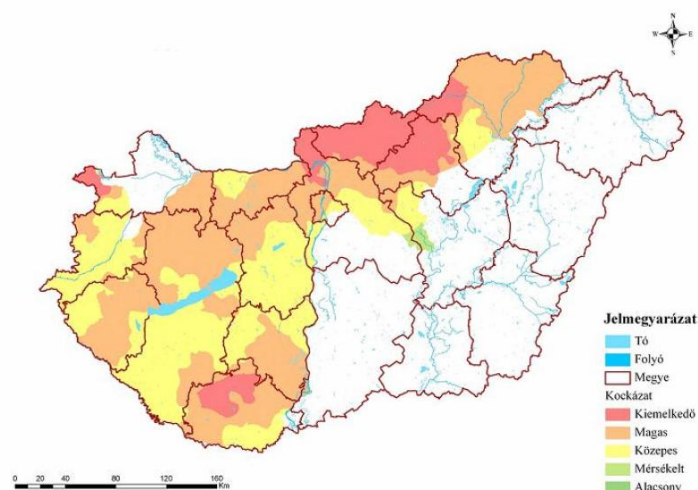 N
W E
N
Jelmegyarázat
Tó
Folyó
Megye
Kockázat
Kiemelkedő
Magas
Közepes
Mérsékelt
Alacsony
0 20 40 80 120 160
Km